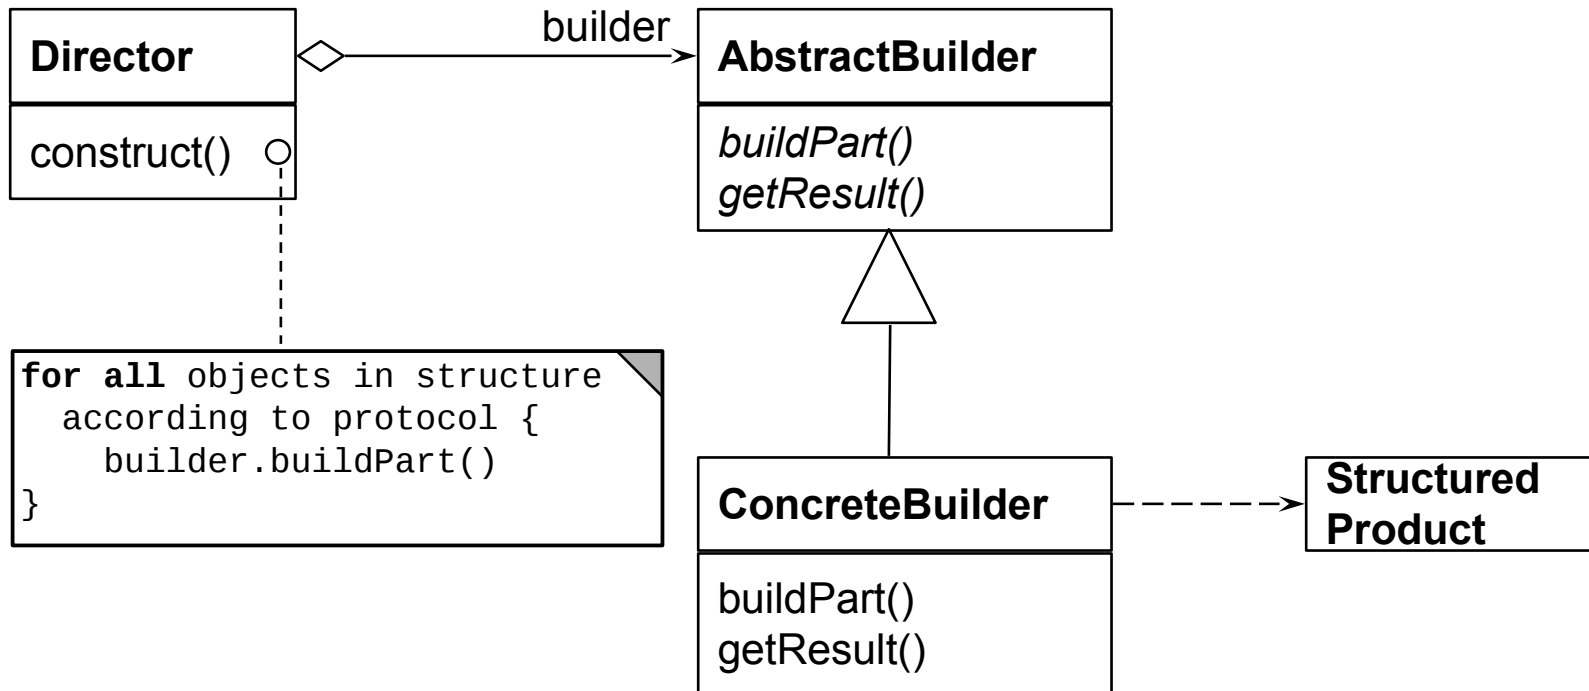 Director
construct()
builder
AbstractBuilder
buildPart()
getResult()
for all objects in structure
according to protocol {
builder.buildPart()
}
ConcreteBuilder
buildPart()
getResult()
Structured
Product